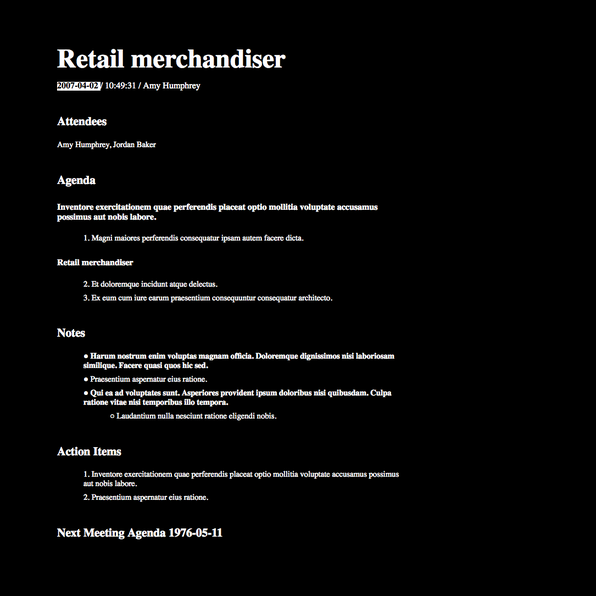 Retail merchandiser
2007-04-02 / 10:49:31 / Amy Humphrey
Attendees
Amy Humphrey, Jordan Baker
Agenda
Inventore exercitationem quae perferendis placeat optio mollitia voluptate accusamus
possimus aut nobis labore.
1. Magni maiores perferendis consequatur ipsam autem facere dicta.
Retail merchandiser
2. Et doloremque incidunt atque delectus.
3. Ex eum cum iure earum praesentium consequuntur consequatur architecto.
Notes
● Harum nostrum enim voluptas magnam officia. Doloremque dignissimos nisi laboriosam
similique. Facere quasi quos hic sed.
● Praesentium aspernatur eius ratione.
● Qui ea ad voluptates sunt. Asperiores provident ipsum doloribus nisi quibusdam. Culpa
ratione vitae nisi temporibus illo tempora.
○ Laudantium nulla nesciunt ratione eligendi nobis.
Action Items
1. Inventore exercitationem quae perferendis placeat optio mollitia voluptate accusamus possimus
aut nobis labore.
2. Praesentium aspernatur eius ratione.
Next Meeting Agenda 1976-05-11